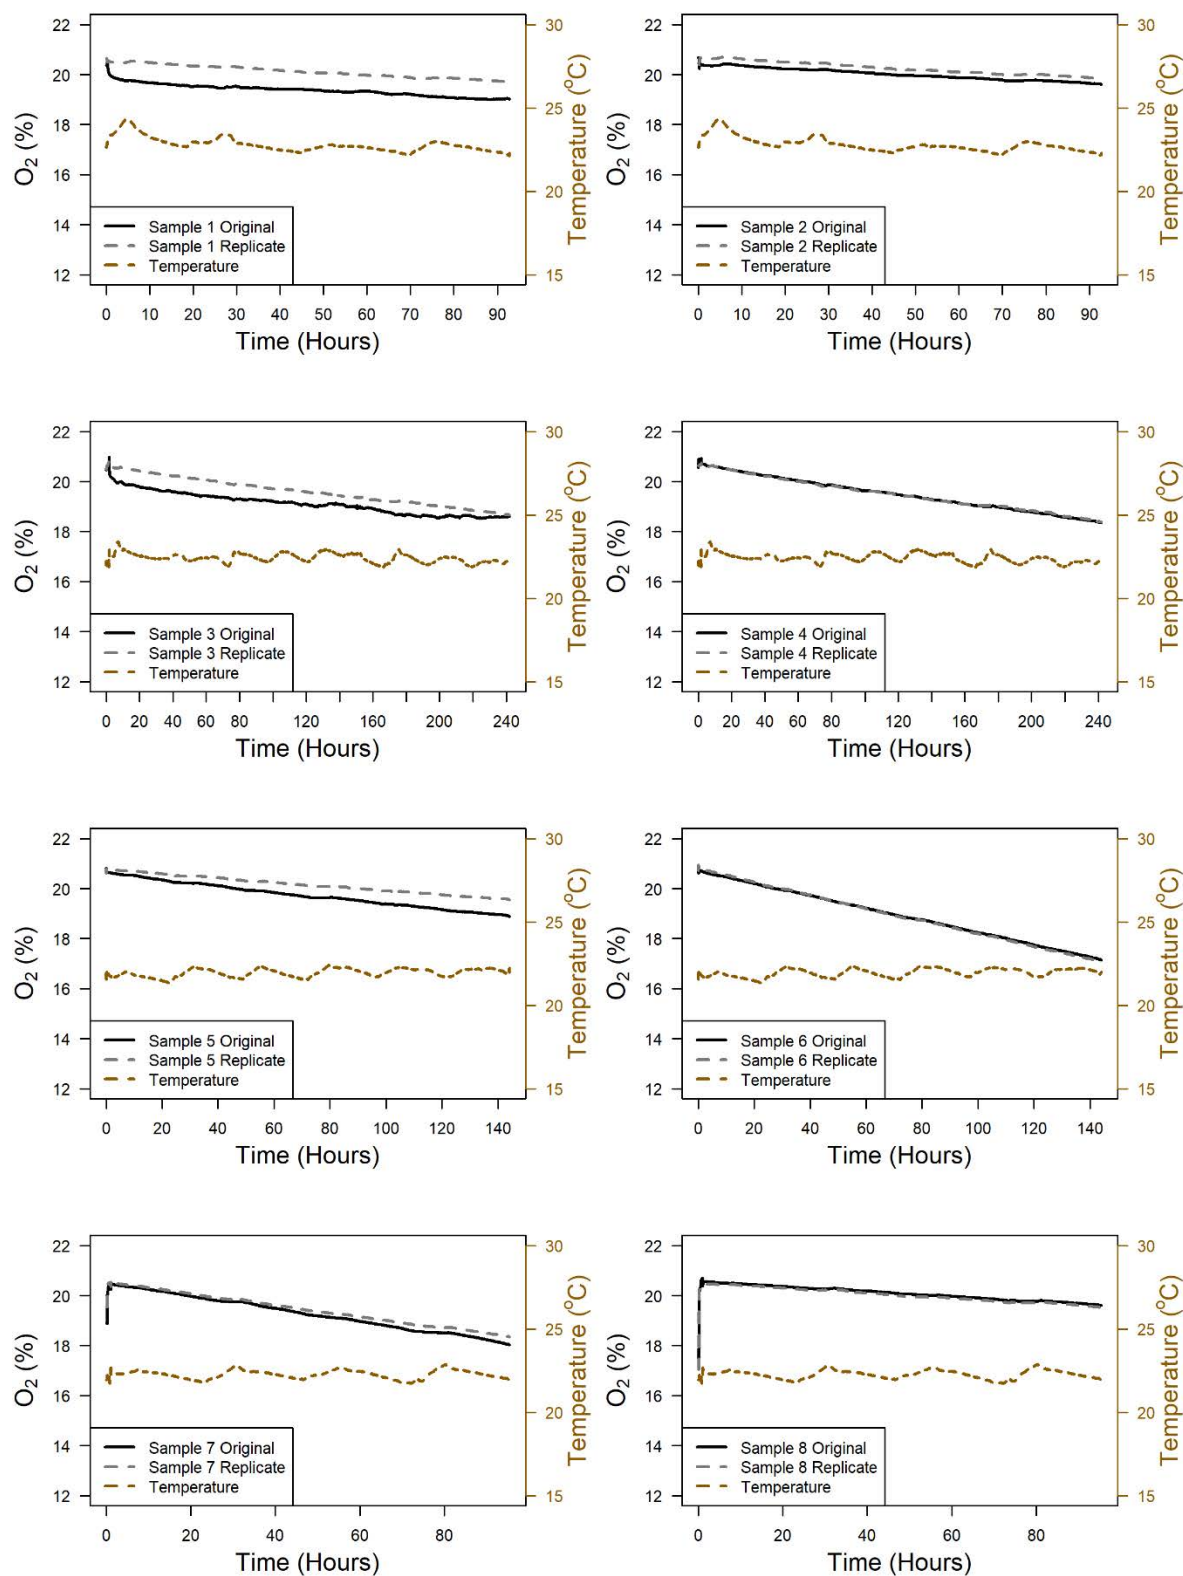 22
20
18
16
14
12
O2 (%)
30
25
20
15
Temperature (oC)
Sample 1 Original
Sample 1 Replicate
Temperature
0 10 20 30 40 50 60 70 80 90
Time (Hours)
22
20
18
16
14
12
O2 (%)
30
25
20
15
Temperature (oC)
Sample 2 Original
Sample 2 Replicate
Temperature
0 10 20 30 40 50 60 70 80 90
Time (Hours)
22
20
18
16
14
12
O2 (%)
30
25
20
15
Temperature (oC)
Sample 3 Original
Sample 3 Replicate
Temperature
0 20 40 60 80 120 160 200 240
Time (Hours)
22
20
18
16
14
12
O2 (%)
30
25
20
15
Temperature (oC)
Sample 4 Original
Sample 4 Replicate
Temperature
0 20 40 60 80 120 160 200 240
Time (Hours)
22
20
18
16
14
12
O2 (%)
30
25
20
15
Temperature (oC)
Sample 5 Original
Sample 5 Replicate
Temperature
0 20 40 60 80 100 120 140
Time (Hours)
22
20
18
16
14
12
O2 (%)
30
25
20
15
Temperature (oC)
Sample 6 Original
Sample 6 Replicate
Temperature
0 20 40 60 80 100 120 140
Time (Hours)
22
20
18
16
14
12
O2 (%)
30
25
20
15
Temperature (oC)
Sample 7 Original
Sample 7 Replicate
Temperature
0 20 40 60 80
Time (Hours)
22
20
18
16
14
12
O2 (%)
30
25
20
15
Temperature (oC)
Sample 8 Original
Sample 8 Replicate
Temperature
0 20 40 60 80
Time (Hours)